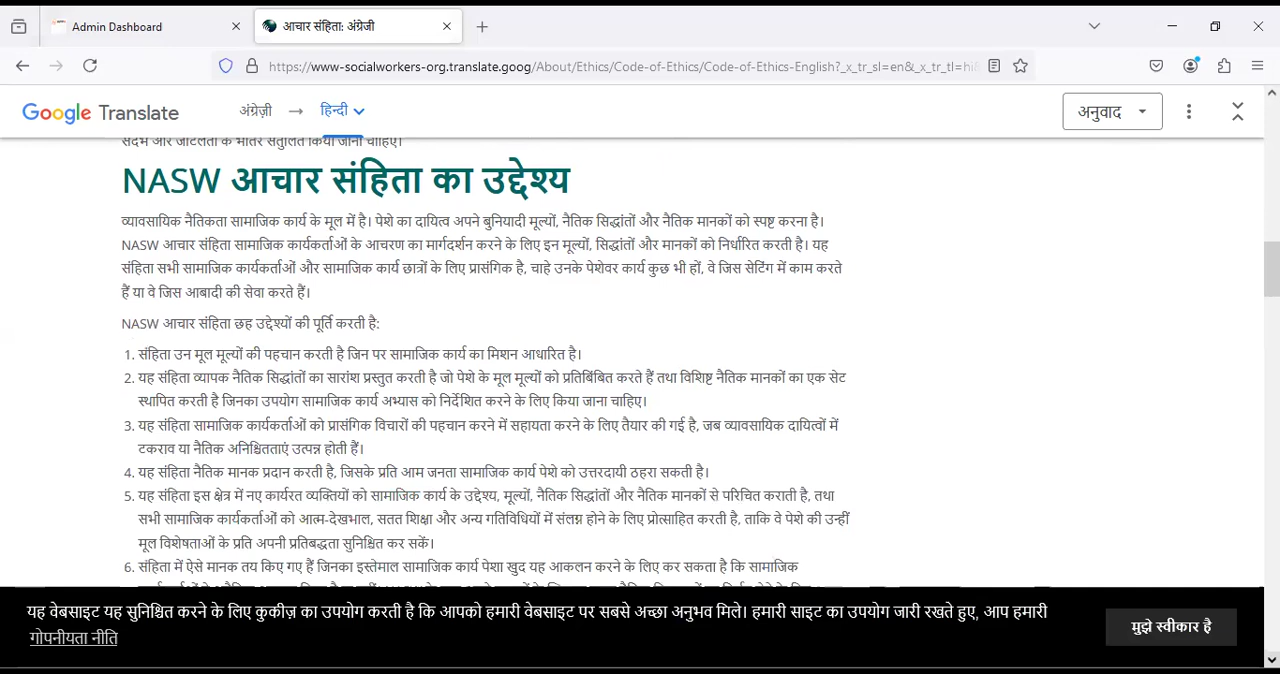 Admin Dashboard
आचार संहिता: अंग्रेजी
https://www-socialworkers-org.translate.goog/About/Ethics/Code-of-Ethics/Code-of-Ethics-English?_x_tr_sl=en&_x_tr_tl=hi&
Google Translate
अंग्रेज़ी → हिन्दी
अनुवाद
संदर्भ और जटिलता के भीतर संतुलित किया जाना चाहिए।
NASW आचार संहिता का उद्देश्य
व्यावसायिक नैतिकता सामाजिक कार्य के मूल में है। पेशे का दायित्व अपने बुनियादी मूल्यों, नैतिक सिद्धांतों और नैतिक मानकों को स्पष्ट करना है।
NASW आचार संहिता सामाजिक कार्यकर्ताओं के आचरण का मार्गदर्शन करने के लिए इन मूल्यों, सिद्धांतों और मानकों को निर्धारित करती है। यह
संहिता सभी सामाजिक कार्यकर्ताओं और सामाजिक कार्य छात्रों के लिए प्रासंगिक है, चाहे उनके पेशेवर कार्य कुछ भी हों, वे जिस सेटिंग में काम करते
हैं या वे जिस आबादी की सेवा करते हैं।
NASW आचार संहिता छह उद्देश्यों की पूर्ति करती है:
1. संहिता उन मूल मूल्यों की पहचान करती है जिन पर सामाजिक कार्य का मिशन आधारित है।
2. यह संहिता व्यापक नैतिक सिद्धांतों का सारांश प्रस्तुत करती है जो पेशे के मूल मूल्यों को प्रतिबिंबित करते हैं तथा विशिष्ट नैतिक मानकों का एक सेट
स्थापित करती है जिनका उपयोग सामाजिक कार्य अभ्यास को निर्देशित करने के लिए किया जाना चाहिए।
3. यह संहिता सामाजिक कार्यकर्ताओं को प्रासंगिक विचारों की पहचान करने में सहायता करने के लिए तैयार की गई है, जब व्यावसायिक दायित्वों में
टकराव या नैतिक अनिश्चितताएं उत्पन्न होती हैं।
4. यह संहिता नैतिक मानक प्रदान करती है, जिसके प्रति आम जनता सामाजिक कार्य पेशे को उत्तरदायी ठहरा सकती है।
5. यह संहिता इस क्षेत्र में नए कार्यरत व्यक्तियों को सामाजिक कार्य के उद्देश्य, मूल्यों, नैतिक सिद्धांतों और नैतिक मानकों से परिचित कराती है, तथा
सभी सामाजिक कार्यकर्ताओं को आत्म-देखभाल, सतत शिक्षा और अन्य गतिविधियों में संलग्न होने के लिए प्रोत्साहित करती है, ताकि वे पेशे की उन्हीं
मूल विशेषताओं के प्रति अपनी प्रतिबद्धता सुनिश्चित कर सकें।
6. संहिता में ऐसे मानक तय किए गए हैं जिनका इस्तेमाल सामाजिक कार्य पेशा खुद यह आकलन करने के लिए कर सकता है कि सामाजिक
यह वेबसाइट यह सुनिश्चित करने के लिए कुकीज़ का उपयोग करती है कि आपको हमारी वेबसाइट पर सबसे अच्छा अनुभव मिले। हमारी साइट का उपयोग जारी रखते हुए, आप हमारी
गोपनीयता नीति
मुझे स्वीकार है